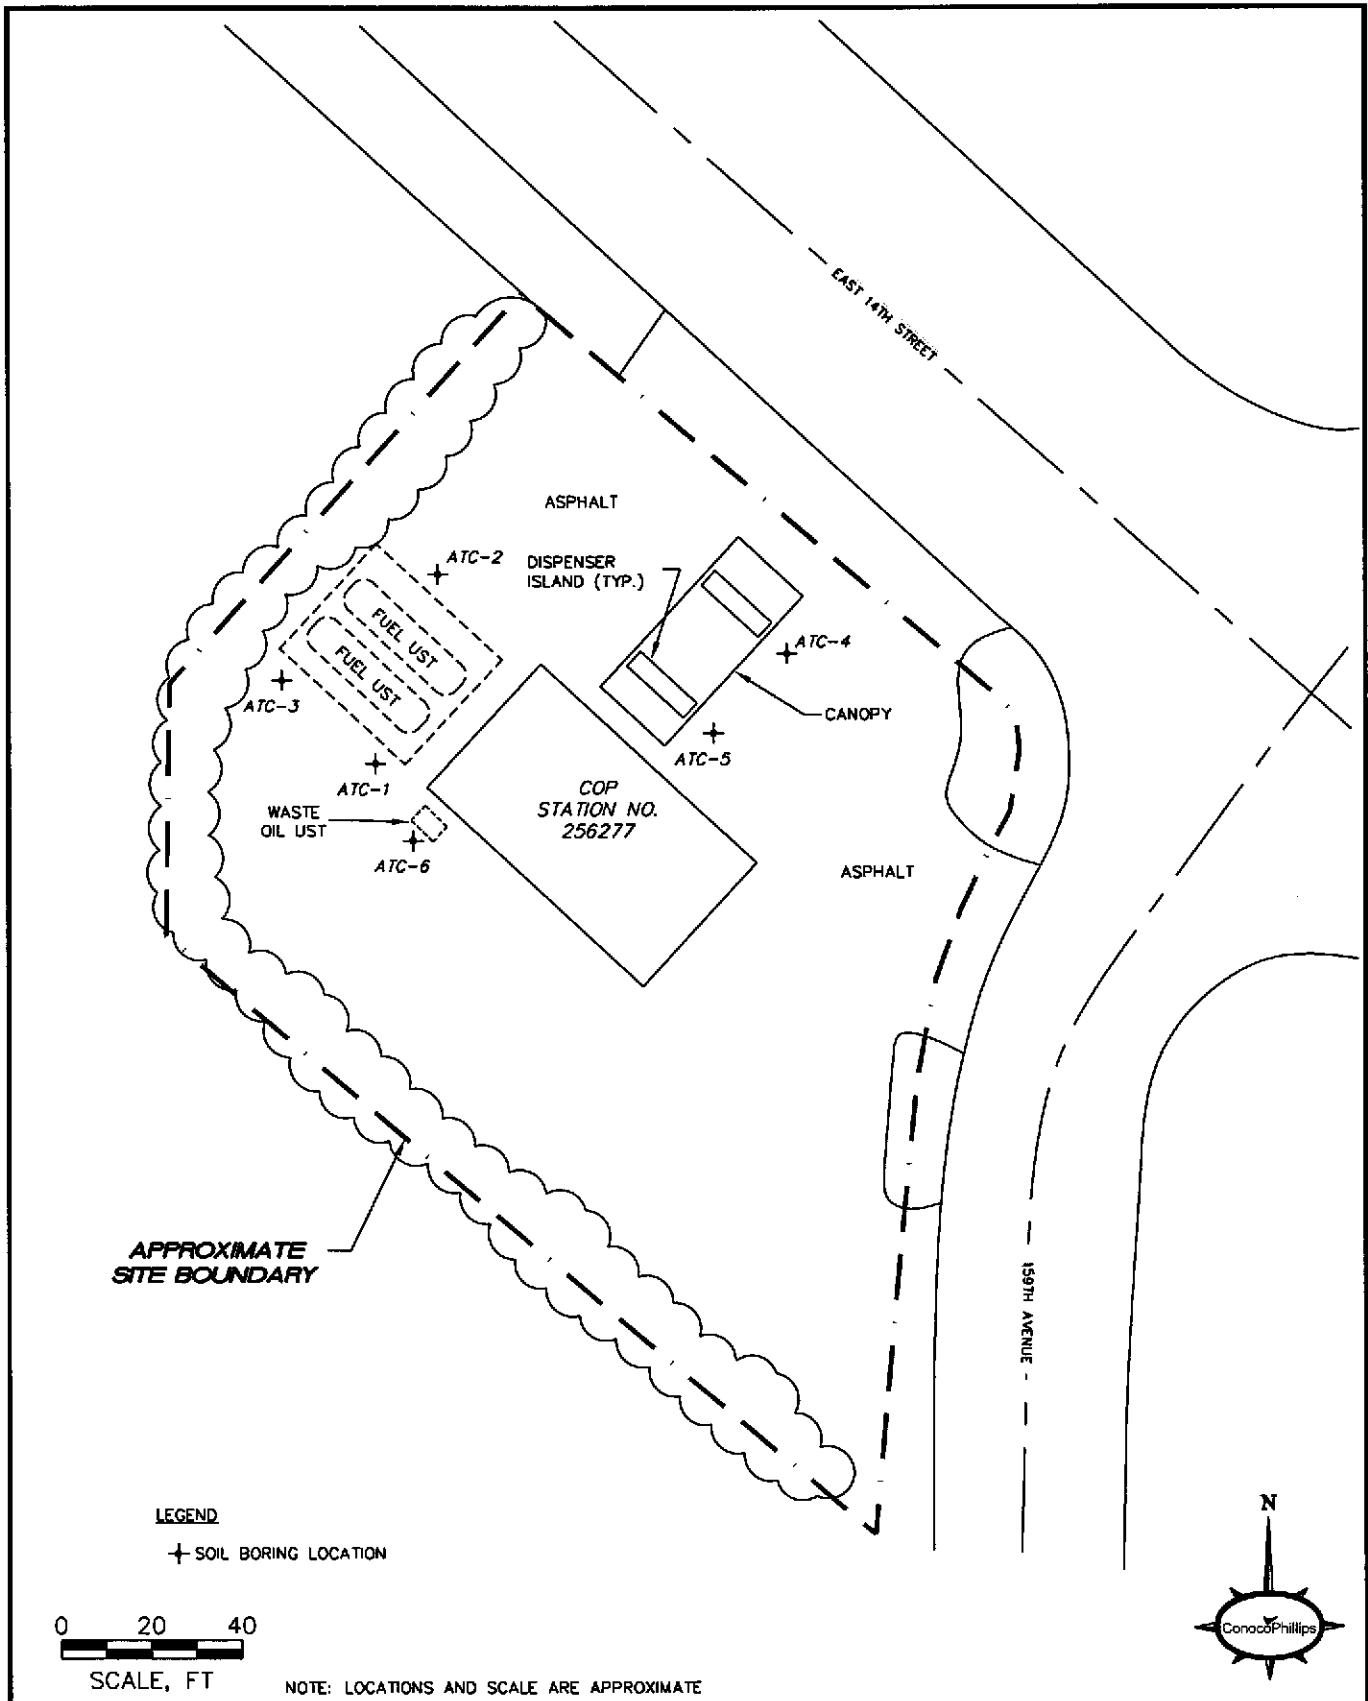 EAST 14TH STREET
ASPHALT
ATC-2
DISPENSER
ISLAND (TYP.)
FUEL UST
FUEL UST
ATC-4
ATC-3
CANOPY
ATC-5
ATC-1
COP
STATION NO.
256277
WASTE
OIL UST
ATC-6
ASPHALT
APPROXIMATE
SITE BOUNDARY
159TH AVENUE
LEGEND
SOIL BORING LOCATION
N
ConocoPhillips
0 20 40
SCALE, FT
NOTE: LOCATIONS AND SCALE ARE APPROXIMATE